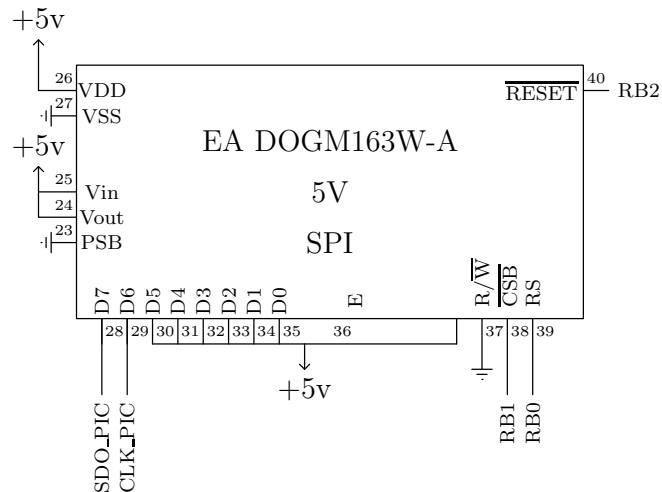 +5v
26
VDD
27
VSS
+5v
25
Vin
24
Vout
23
PSB
EA DOGM163W-A
5V
SPI
RESET
40
RB2
D7
D6
D5
D4
D3
D2
D1
D0
E
R/W
CSB
RS
28
29
30
31
32
33
34
35
36
37
38
39
+5v
SDO_PIC
CLK_PIC
RB1
RB0